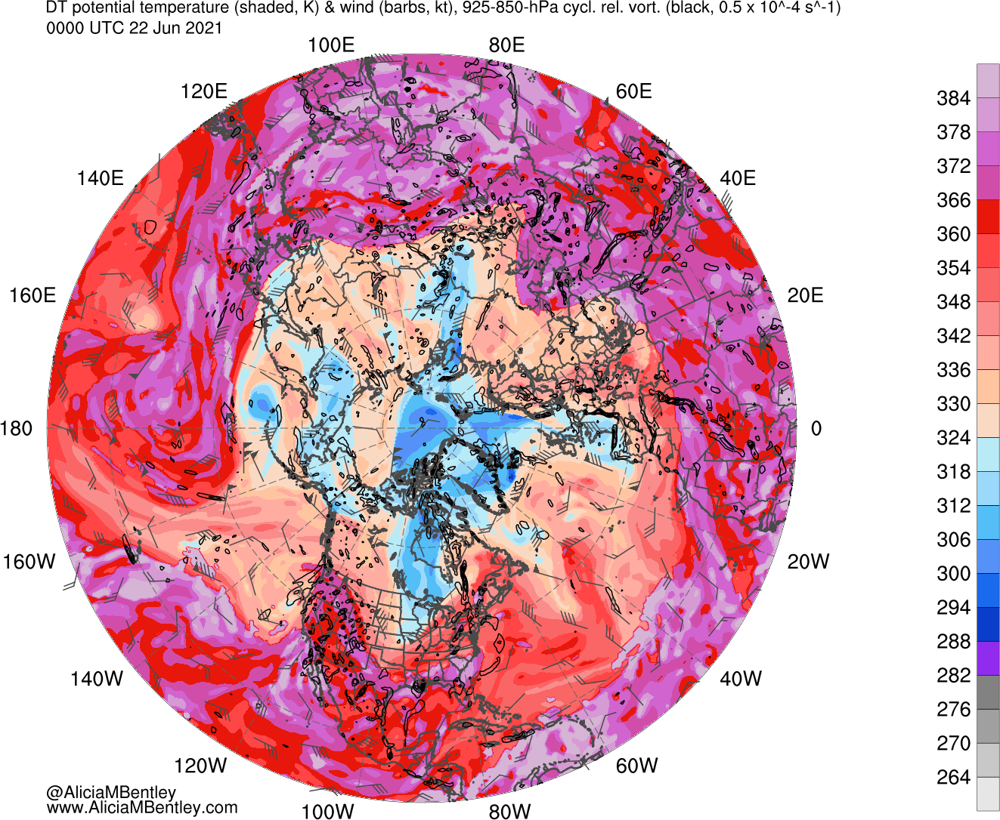 DT potential temperature (shaded, K) & wind (barbs, kt), 925-850-hPa cycl. rel. vort. (black, 0.5 x 10^-4 s^-1)
0000 UTC 22 Jun 2021
100E
80E
120E
60E
140E
40E
160E
20E
180
0
160W
20W
140W
40W
120W
60W
100W
80W
384
378
372
366
360
354
348
342
336
330
324
318
312
306
300
294
288
282
276
270
264
@AliciaMBentley
www.AliciaMBentley.com